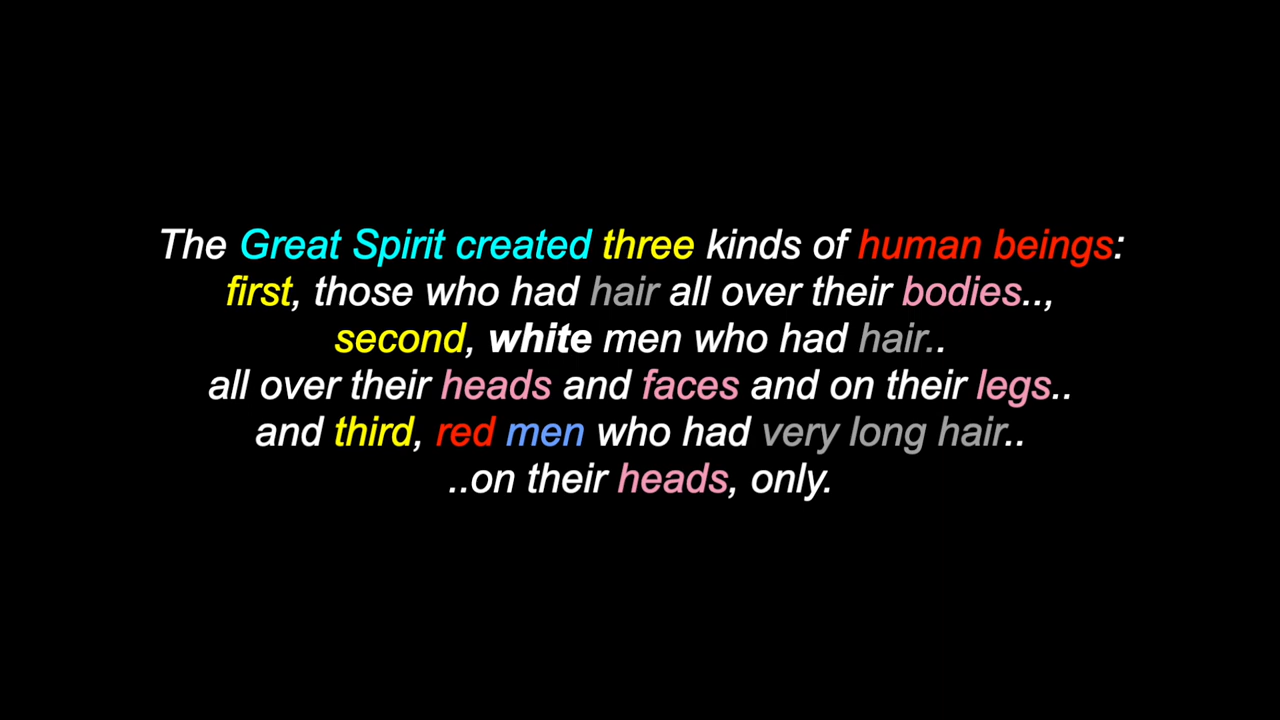 The Great Spirit created three kinds of human beings:
first, those who had hair all over their bodies..,
second, white men who had hair..
all over their heads and faces and on their legs..
and third, red men who had very long hair..
..on their heads, only.